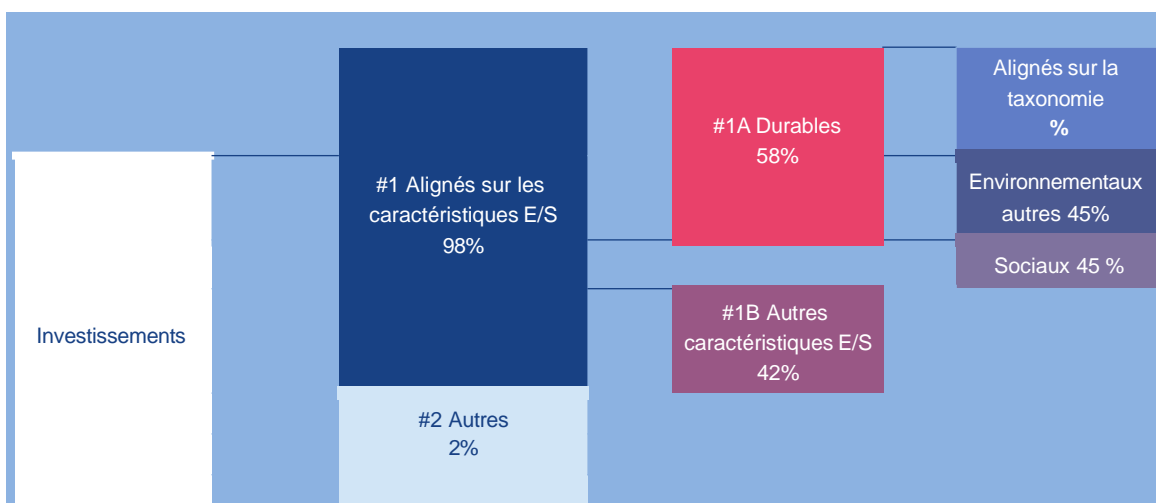 Investissements
#1 Alignés sur les
caractéristiques E/S
98%
#2 Autres
2%
#1A Durables
58%
#1B Autres
caractéristiques E/S
42%
Alignés sur la
taxonomie
%
Environnementaux
autres 45%
Sociaux 45 %